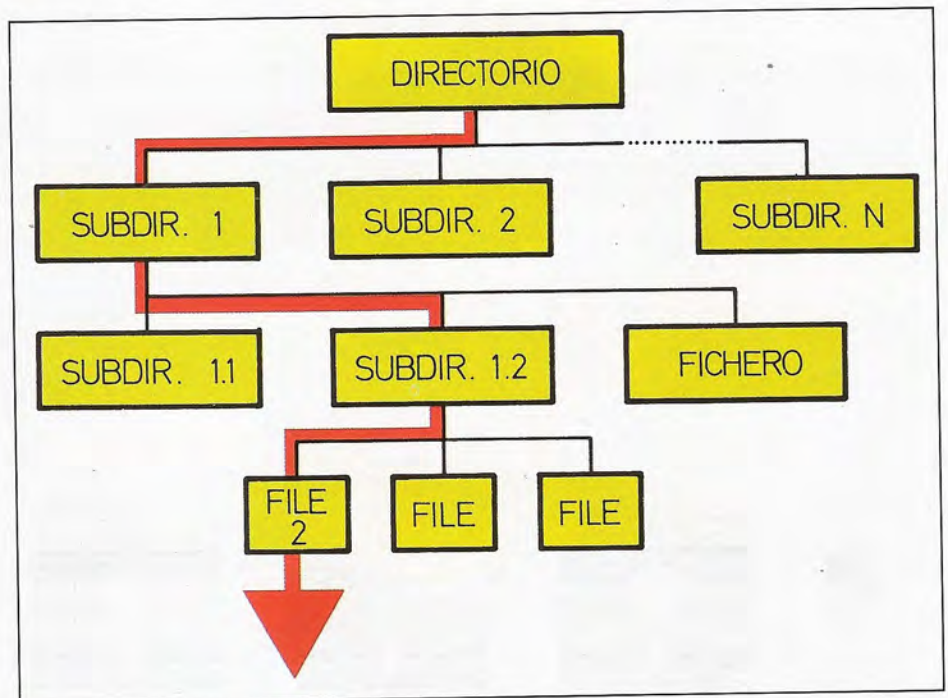 DIRECTORIO
SUBDIR. 1
SUBDIR. 2
SUBDIR. N
SUBDIR. 1.1
SUBDIR. 1.2
FICHERO
FILE
2
FILE
FILE